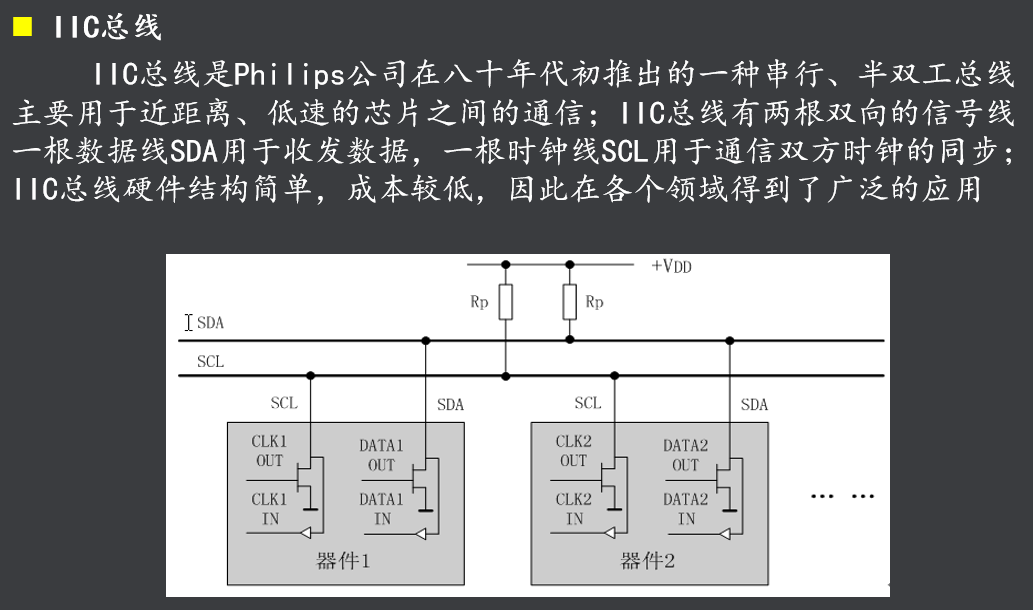 IIC总线
IIC总线是Philips公司在八十年代初推出的一种串行、半双工总线
主要用于近距离、低速的芯片之间的通信；IIC总线有两根双向的信号线
一根数据线SDA用于收发数据，一根时钟线SCL用于通信双方时钟的同步；
IIC总线硬件结构简单，成本较低，因此在各个领域得到了广泛的应用
+VDD
Rp Rp
SDA
SCL
SCL SDA SCL SDA
CLK1 DATA1 CLK2 DATA2
OUT OUT OUT OUT
CLK1 DATA1 CLK2 DATA2
IN IN IN IN
器件1 器件2
... ...